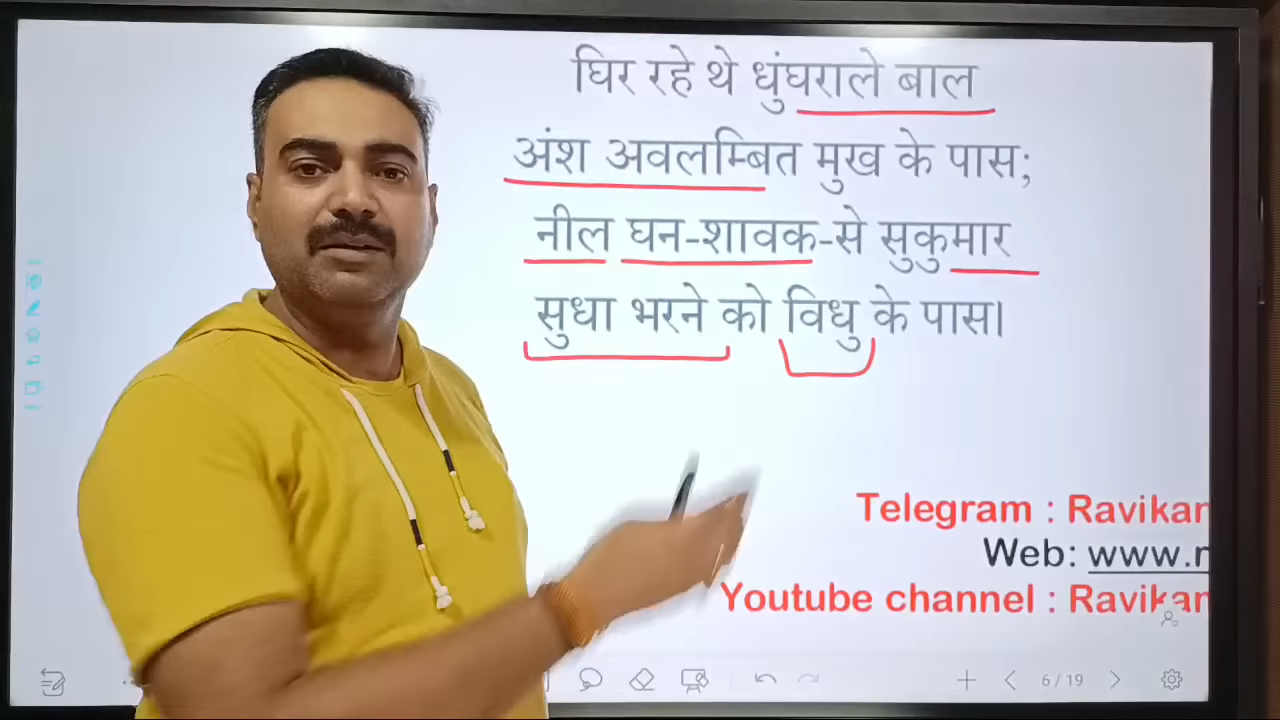 घिर रहे थे धुंघराले बाल
अंश अवलम्बित मुख के पास;
नील घन-शावक-से सुकुमार
सुधा भरने को विधु के पास।
Telegram : Ravikan
Web: www.
Youtube channel : Ravikan
6/19